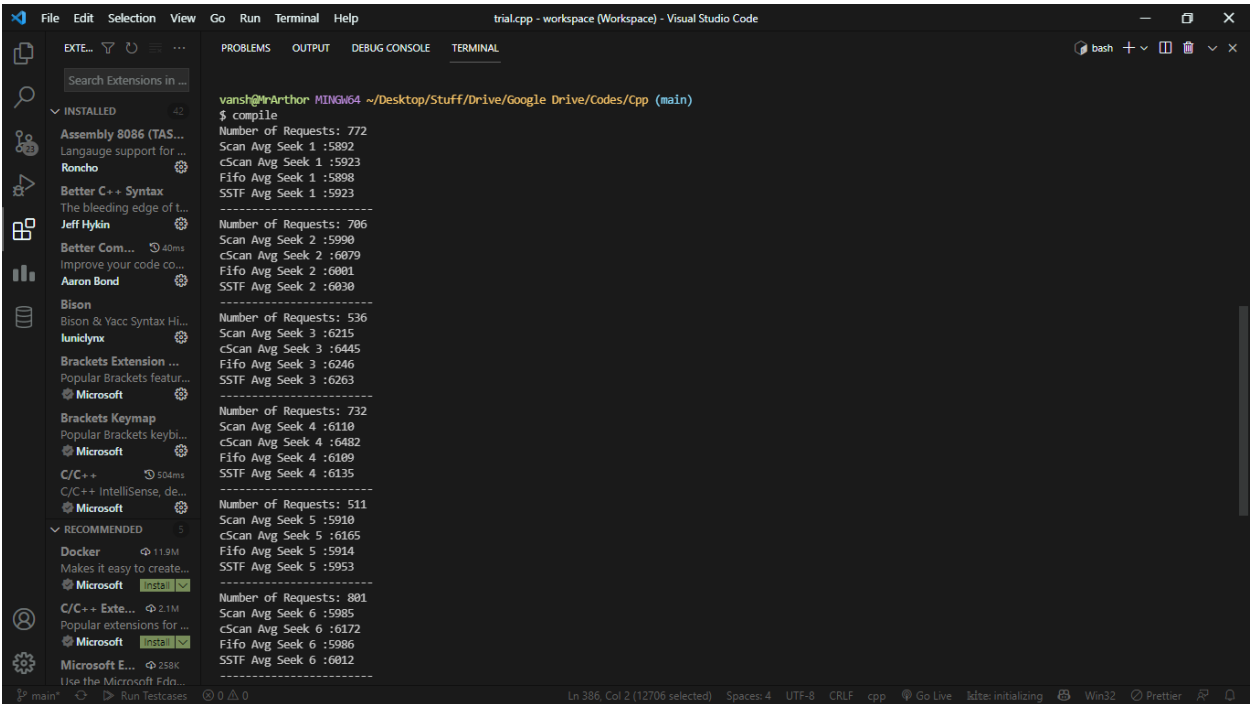 File Edit Selection View Go Run Terminal Help trial.cpp - workspace (Workspace) - Visual Studio Code
EXTE...
Search Extensions in ...
INSTALLED 42
Assembly 8086 (TAS...
Langauge support for ...
Roncho
Better C++ Syntax
The bleeding edge of t...
Jeff Hykin
Better Com... 40ms
Improve your code co...
Aaron Bond
Bison
Bison & Yacc Syntax Hi...
luniclynx
Brackets Extension ...
Popular Brackets featur...
Microsoft
Brackets Keymap
Popular Brackets keybi...
Microsoft
C/C++ 504ms
C/C++ IntelliSense, de...
Microsoft
RECOMMENDED 5
Docker 11.9M
Makes it easy to create...
Microsoft Install
C/C++ Exte... 2.1M
Popular extensions for ...
Microsoft Install
Microsoft E... 258K
Use the Microsoft Edg...
23
PROBLEMS OUTPUT DEBUG CONSOLE TERMINAL bash
vansh@MrArthor MINGW64 ~/Desktop/Stuff/Drive/Google Drive/Codes/Cpp (main)
$ compile
Number of Requests: 772
Scan Avg Seek 1 :5892
cScan Avg Seek 1 :5923
Fifo Avg Seek 1 :5898
SSTF Avg Seek 1 :5923
-----------------------
Number of Requests: 706
Scan Avg Seek 2 :5990
cScan Avg Seek 2 :6079
Fifo Avg Seek 2 :6001
SSTF Avg Seek 2 :6030
-----------------------
Number of Requests: 536
Scan Avg Seek 3 :6215
cScan Avg Seek 3 :6445
Fifo Avg Seek 3 :6246
SSTF Avg Seek 3 :6263
-----------------------
Number of Requests: 732
Scan Avg Seek 4 :6110
cScan Avg Seek 4 :6482
Fifo Avg Seek 4 :6109
SSTF Avg Seek 4 :6135
-----------------------
Number of Requests: 511
Scan Avg Seek 5 :5910
cScan Avg Seek 5 :6165
Fifo Avg Seek 5 :5914
SSTF Avg Seek 5 :5953
-----------------------
Number of Requests: 801
Scan Avg Seek 6 :5985
cScan Avg Seek 6 :6172
Fifo Avg Seek 6 :5986
SSTF Avg Seek 6 :6012
-----------------------
main* Run Testcases 0 0 Ln 386, Col 2 (12706 selected) Spaces: 4 UTF-8 CRLF cpp Go Live kite: initializing Win32 Prettier